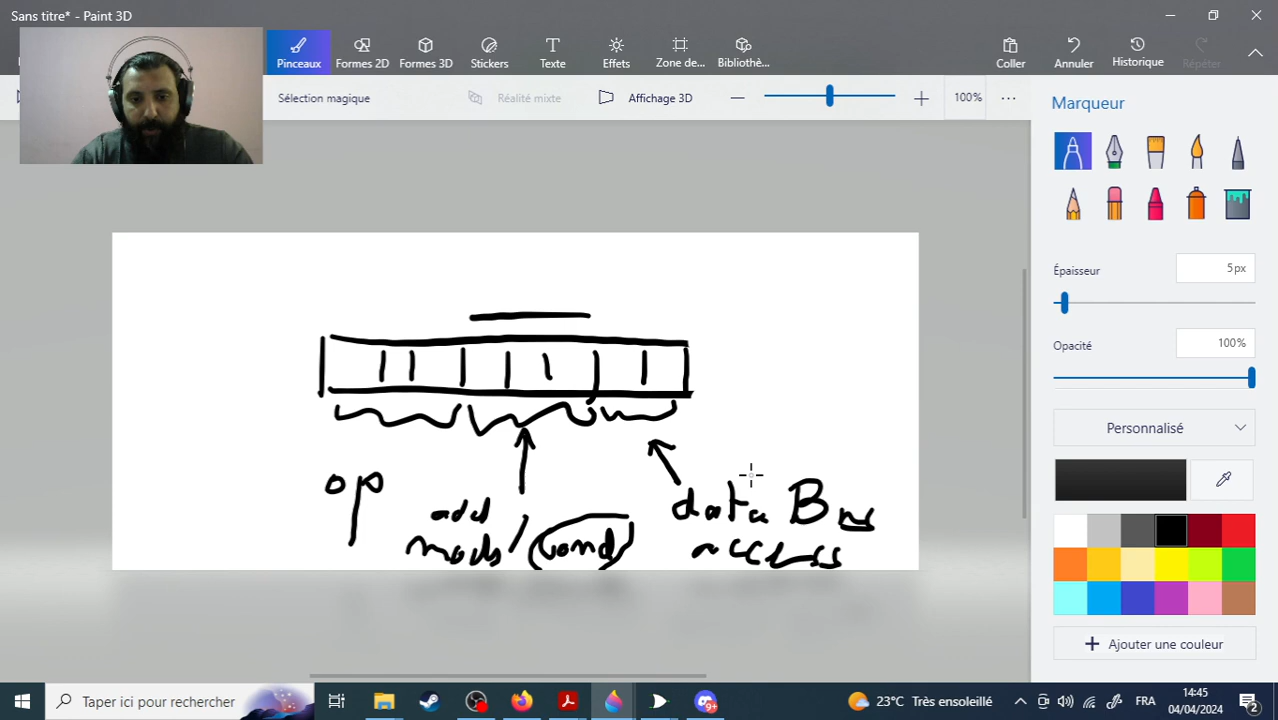 Sans titre* - Paint 3D
Pinceaux
Formes 2D
Formes 3D
Stickers
Texte
Effets
Zone de...
Bibliothè...
Coller
Annuler
Historique
Répéter
Sélection magique
Réalité mixte
Affichage 3D
100%
Marqueur
Épaisseur
5px
Opacité
100%
Personnalisé
Ajouter une couleur
op
add
mode / cond
data Bus
access
Taper ici pour rechercher
23°C Très ensoleillé
FRA
14:45
04/04/2024
9+
2